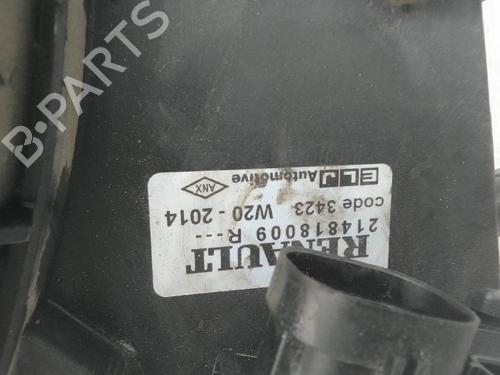 B-PARTS
RENAULT
214818009 R---
code 3423 W20 - 2014
ANX ELJ Automotive